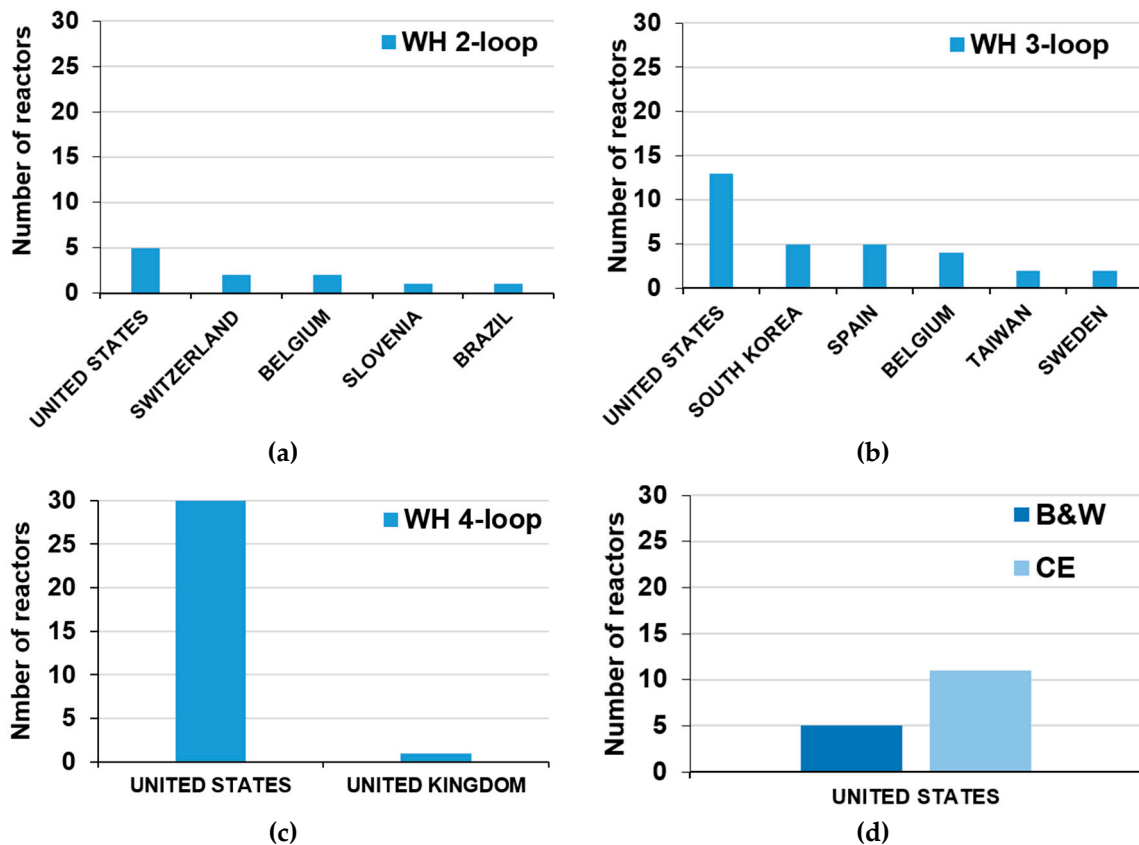 30
25
20
15
10
5
0
Number of reactors
WH 2-loop
UNITED STATES
SWITZERLAND
BELGIUM
SLOVENIA
BRAZIL
(a)
30
25
20
15
10
5
0
Number of reactors
WH 3-loop
UNITED STATES
SOUTH KOREA
SPAIN
BELGIUM
TAIWAN
SWEDEN
(b)
30
25
20
15
10
5
0
Nmber of reactors
WH 4-loop
UNITED STATES
UNITED KINGDOM
(c)
30
25
20
15
10
5
0
Number of reactors
B&W
CE
UNITED STATES
(d)